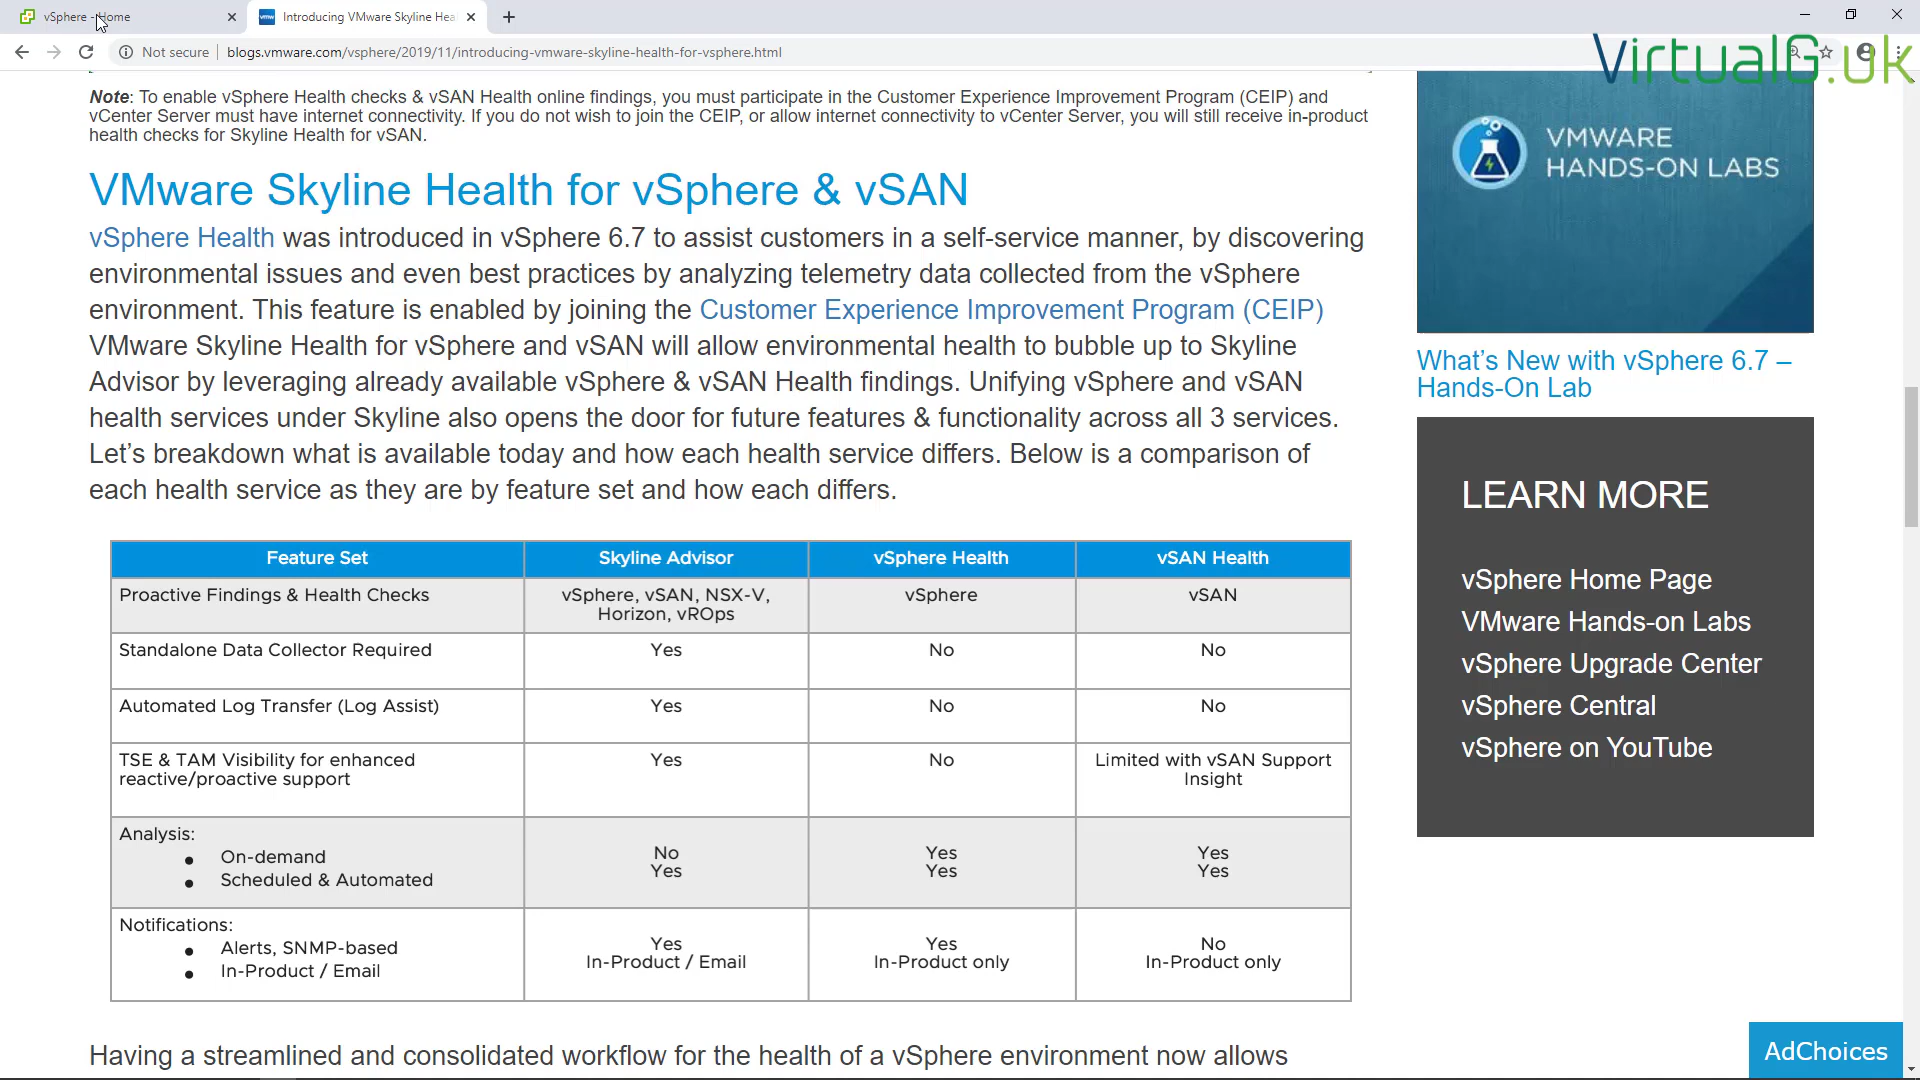 vSphere - Home
vmw Introducing VMware Skyline Hea
Not secure blogs.vmware.com/vsphere/2019/11/introducing-vmware-skyline-health-for-vsphere.html
VirtualG.uk
Note: To enable vSphere Health checks & vSAN Health online findings, you must participate in the Customer Experience Improvement Program (CEIP) and
vCenter Server must have internet connectivity. If you do not wish to join the CEIP, or allow internet connectivity to vCenter Server, you will still receive in-product
health checks for Skyline Health for vSAN.
VMware Skyline Health for vSphere & vSAN
vSphere Health was introduced in vSphere 6.7 to assist customers in a self-service manner, by discovering
environmental issues and even best practices by analyzing telemetry data collected from the vSphere
environment. This feature is enabled by joining the Customer Experience Improvement Program (CEIP)
VMware Skyline Health for vSphere and vSAN will allow environmental health to bubble up to Skyline
Advisor by leveraging already available vSphere & vSAN Health findings. Unifying vSphere and vSAN
health services under Skyline also opens the door for future features & functionality across all 3 services.
Let's breakdown what is available today and how each health service differs. Below is a comparison of
each health service as they are by feature set and how each differs.
Feature Set Skyline Advisor vSphere Health vSAN Health
Proactive Findings & Health Checks vSphere, vSAN, NSX-V, vSphere vSAN
Horizon, vROps
Standalone Data Collector Required Yes No No
Automated Log Transfer (Log Assist) Yes No No
TSE & TAM Visibility for enhanced Yes No Limited with vSAN Support
reactive/proactive support Insight
Analysis:
• On-demand No Yes Yes
• Scheduled & Automated Yes Yes Yes
Notifications:
• Alerts, SNMP-based Yes Yes No
• In-Product / Email In-Product / Email In-Product only In-Product only
Having a streamlined and consolidated workflow for the health of a vSphere environment now allows
VMWARE
HANDS-ON LABS
What's New with vSphere 6.7 –
Hands-On Lab
LEARN MORE
vSphere Home Page
VMware Hands-on Labs
vSphere Upgrade Center
vSphere Central
vSphere on YouTube
AdChoices